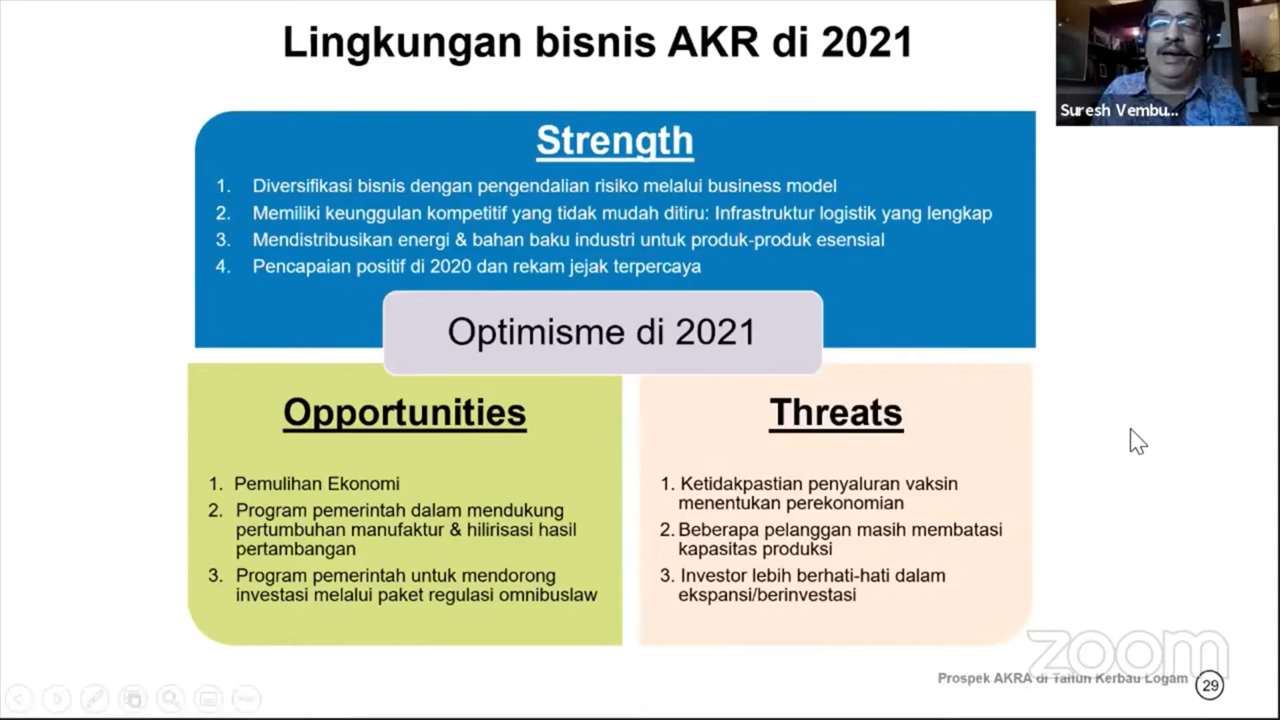 Lingkungan bisnis AKR di 2021
Suresh Vembu...
Strength
1. Diversifikasi bisnis dengan pengendalian risiko melalui business model
2. Memiliki keunggulan kompetitif yang tidak mudah ditiru: Infrastruktur logistik yang lengkap
3. Mendistribusikan energi & bahan baku industri untuk produk-produk esensial
4. Pencapaian positif di 2020 dan rekam jejak terpercaya
Optimisme di 2021
Opportunities
1. Pemulihan Ekonomi
2. Program pemerintah dalam mendukung
pertumbuhan manufaktur & hilirisasi hasil
pertambangan
3. Program pemerintah untuk mendorong
investasi melalui paket regulasi omnibuslaw
Threats
1. Ketidakpastian penyaluran vaksin
menentukan perekonomian
2. Beberapa pelanggan masih membatasi
kapasitas produksi
3. Investor lebih berhati-hati dalam
ekspansi/berinvestasi
zoom
Prospek AKRA di Tahun Kerbau Logam
29